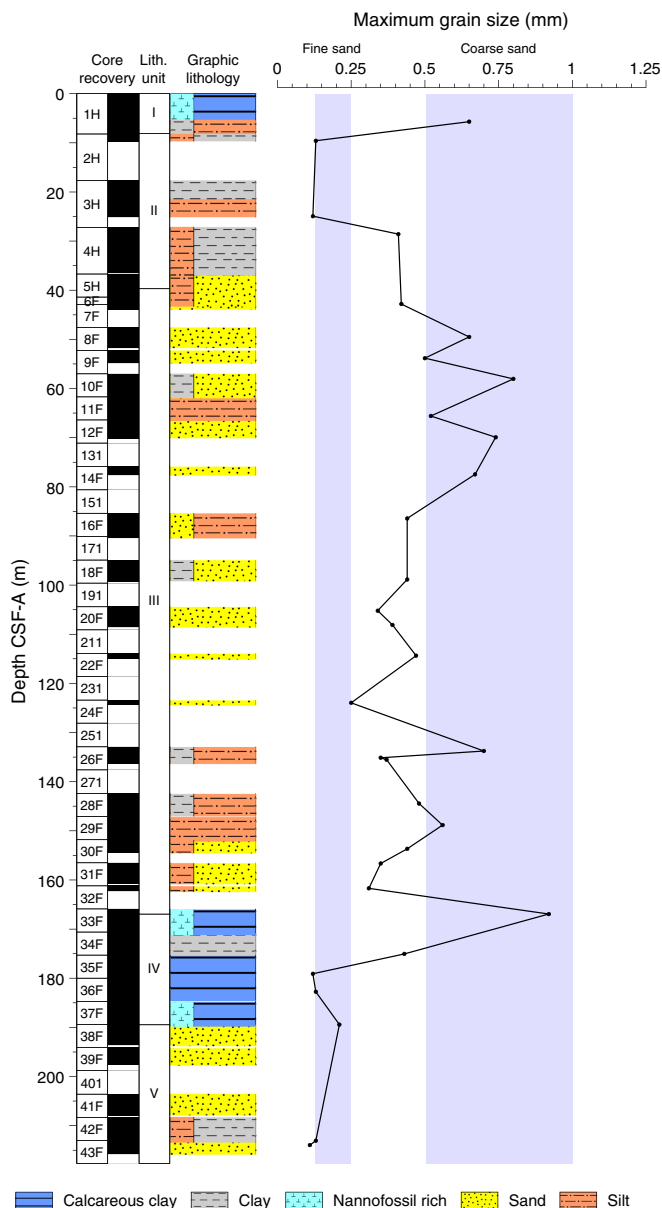 Maximum grain size (mm)
Core recovery
Lith. unit
Graphic lithology
Fine sand
Coarse sand
0 0.25 0.5 0.75 1 1.25
Depth CSF-A (m)
0
20
40
60
80
100
120
140
160
180
200
1H
2H
3H
4H
5H
6F
7F
8F
9F
10F
11F
12F
131
14F
151
16F
171
18F
191
20F
211
22F
231
24F
251
26F
271
28F
29F
30F
31F
32F
33F
34F
35F
36F
37F
38F
39F
401
41F
42F
43F
I
II
III
IV
V
Calcareous clay Clay Nannofossil rich Sand Silt